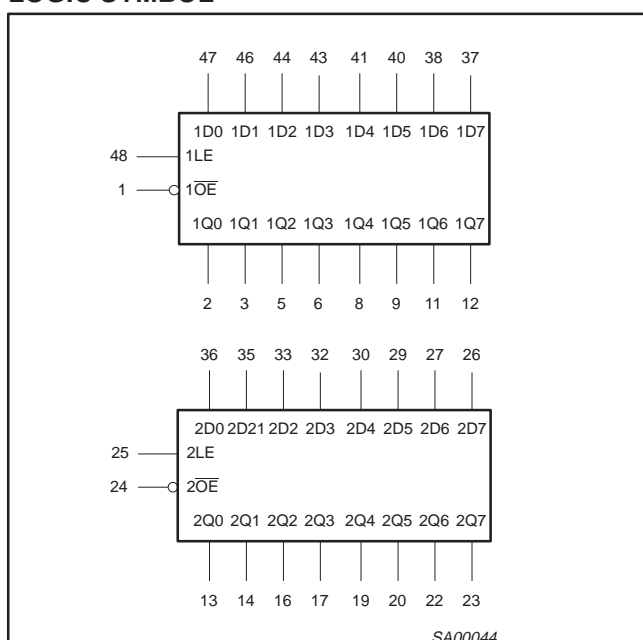 LOGIC SYMBOL
47 46 44 43 41 40 38 37
1D0 1D1 1D2 1D3 1D4 1D5 1D6 1D7
48 1LE
1 1O̅E̅
1Q0 1Q1 1Q2 1Q3 1Q4 1Q5 1Q6 1Q7
2 3 5 6 8 9 11 12
36 35 33 32 30 29 27 26
2D0 2D21 2D2 2D3 2D4 2D5 2D6 2D7
25 2LE
24 2O̅E̅
2Q0 2Q1 2Q2 2Q3 2Q4 2Q5 2Q6 2Q7
13 14 16 17 19 20 22 23
SA00044